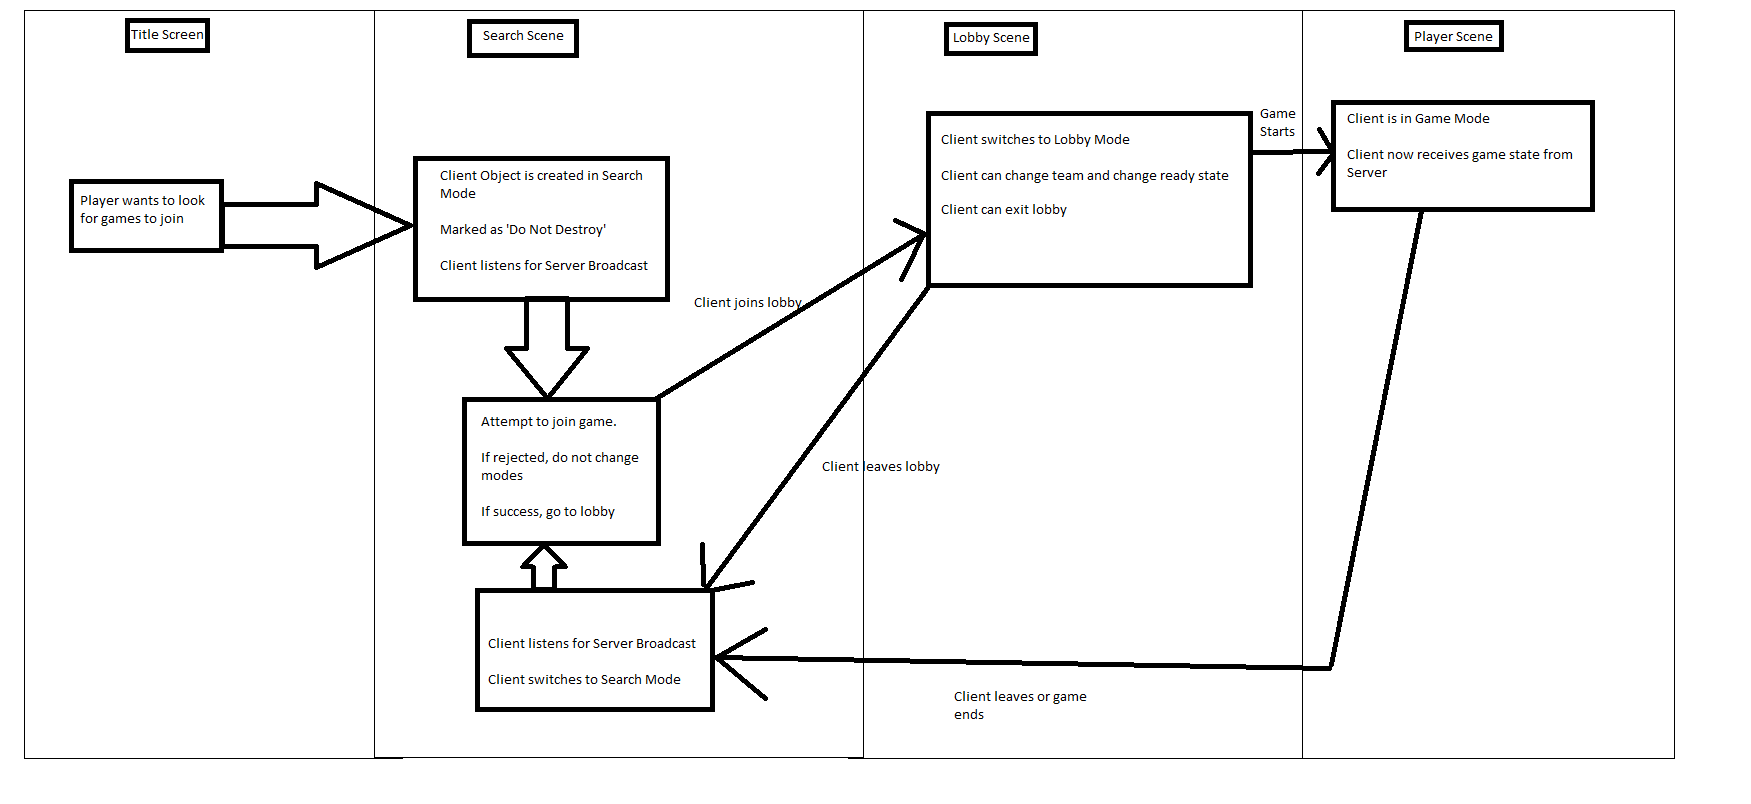 Title Screen
Search Scene
Lobby Scene
Player Scene
Player wants to look
for games to join
Client Object is created in Search
Mode
Marked as 'Do Not Destroy'
Client listens for Server Broadcast
Attempt to join game.
If rejected, do not change
modes
If success, go to lobby
Client listens for Server Broadcast
Client switches to Search Mode
Client joins lobby
Client leaves lobby
Client switches to Lobby Mode
Client can change team and change ready state
Client can exit lobby
Game
Starts
Client is in Game Mode
Client now receives game state from
Server
Client leaves or game
ends